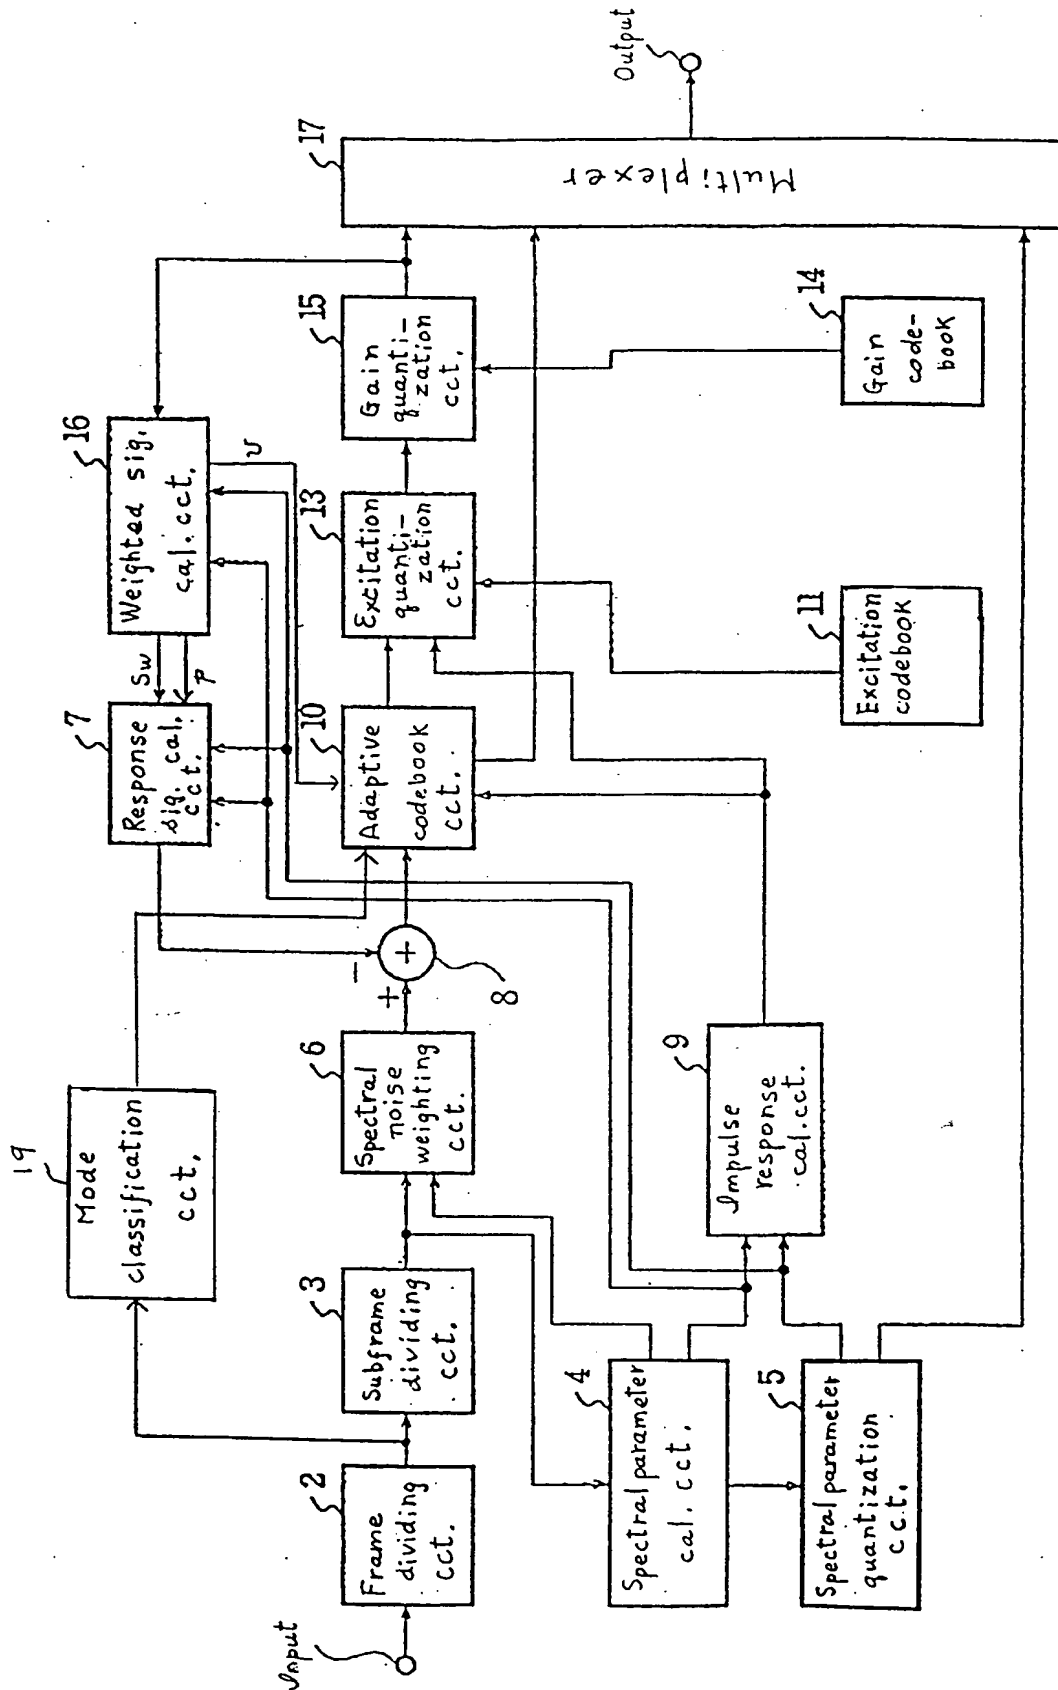 Input
2
Frame
dividing
cct.
3
Subframe
dividing
cct.
19
Mode
classification
cct.
4
Spectral parameter
cal. cct.
5
Spectral parameter
quantization
cct.
6
Spectral
noise
weighting
cct.
+
−
+
8
9
Impulse
response
cal. cct.
7
Response
sig. cal.
cct.
Sw
p
16
Weighted sig.
cal. cct.
v
10
Adaptive
codebook
cct.
13
Excitation
quanti-
zation
cct.
11
Excitation
codebook
15
Gain
quanti-
zation
cct.
14
Gain
code-
book
17
Multiplexer
Output